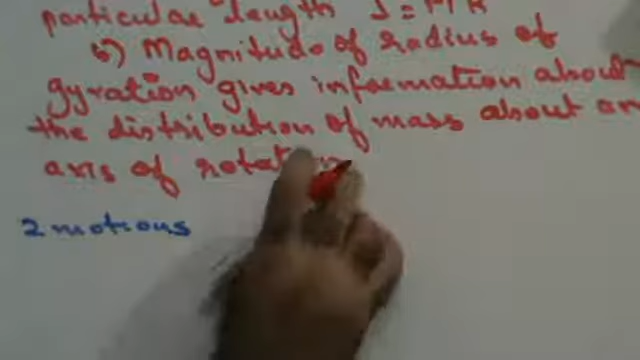 particular length I = MK
b) Magnitude of radius of
gyration gives information about
the distribution of mass about an
axis of rotation
2 motions